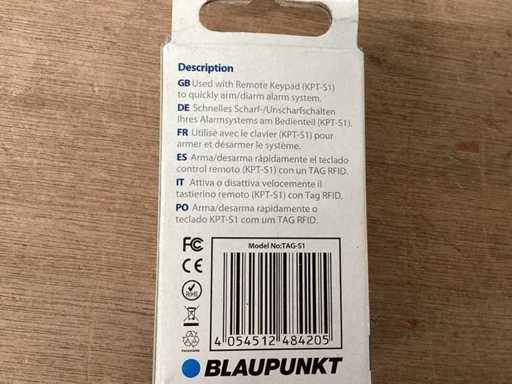 Description
GB Used with Remote Keypad (KPT-S1)
to quickly arm/diarm alarm system.
DE Schnelles Scharf-/Unscharfschalten
Ihres Alarmsystems am Bedienteil (KPT-S1).
FR Utilisé avec le clavier (KPT-S1) pour
armer et désarmer le système.
ES Arma/desarma ràpidamente el teclado
control remoto (KPT-S1) con un TAG RFID.
IT Attiva o disattiva velocemente il
tastierino remoto (KPT-S1) con Tag RFID.
PO Arma/desarma rapidamente o
teclado KPT-S1 com um TAG RFID.
FC
CE
RoHS
Model No:TAG-S1
4 054512 484205
BLAUPUNKT